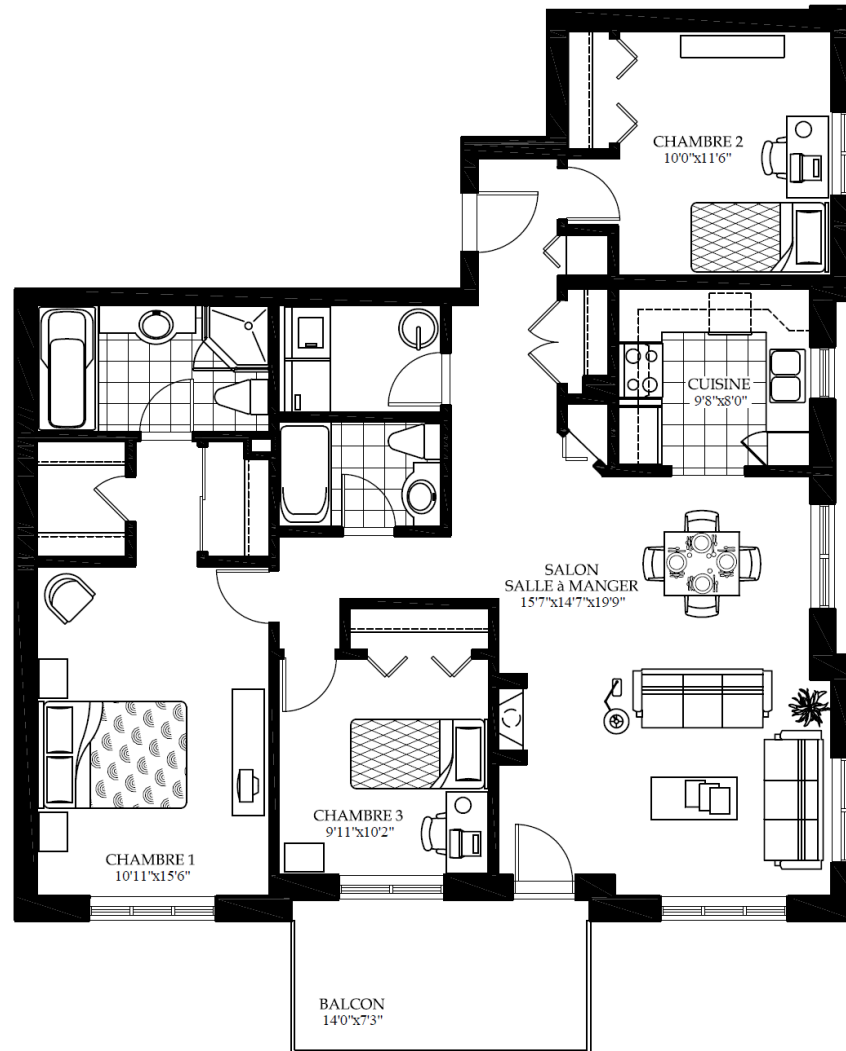 CHAMBRE 2
10'0"x11'6"
CUISINE
9'8"x8'0"
SALON
SALLE à MANGER
15'7"x14'7"x19'9"
CHAMBRE 3
9'11"x10'2"
CHAMBRE 1
10'11"x15'6"
BALCON
14'0"x7'3"